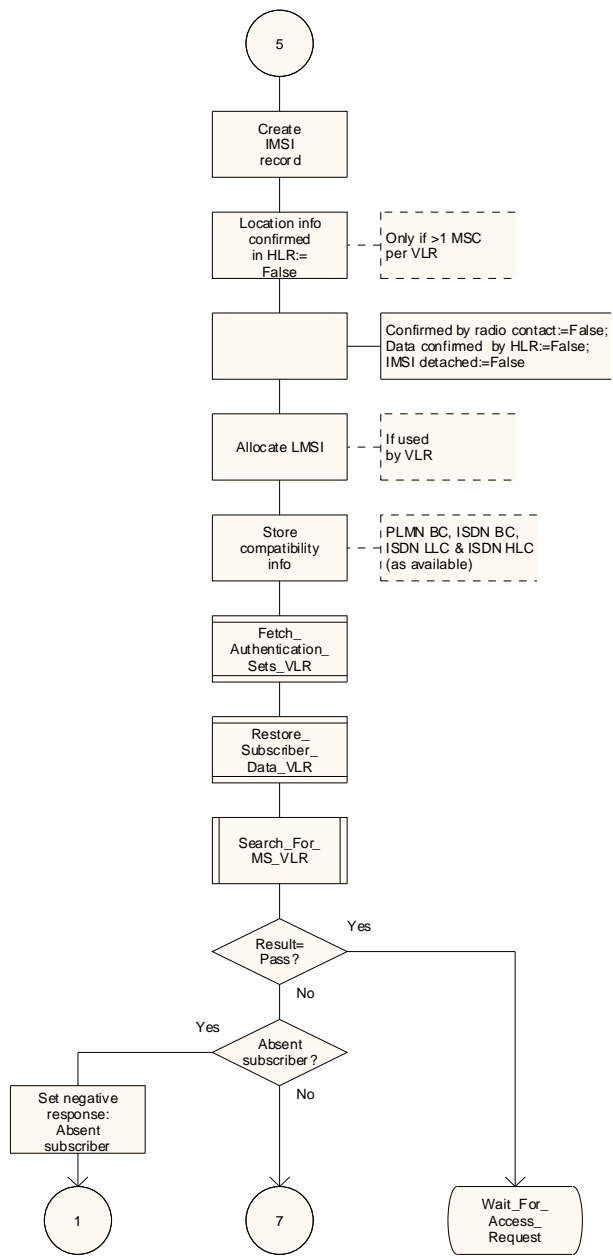 5
Create
IMSI
record
Location info
confirmed
in HLR:=
False
Only if >1 MSC
per VLR
Confirmed by radio contact:=False;
Data confirmed by HLR:=False;
IMSI detached:=False
Allocate LMSI
If used
by VLR
Store
compatibility
info
PLMN BC, ISDN BC,
ISDN LLC & ISDN HLC
(as available)
Fetch_
Authentication_
Sets_VLR
Restore_
Subscriber_
Data_VLR
Search_For_
MS_VLR
Result=
Pass?
Yes
No
Absent
subscriber?
Yes
No
Set negative
response:
Absent
subscriber
1
7
Wait_For_
Access_
Request